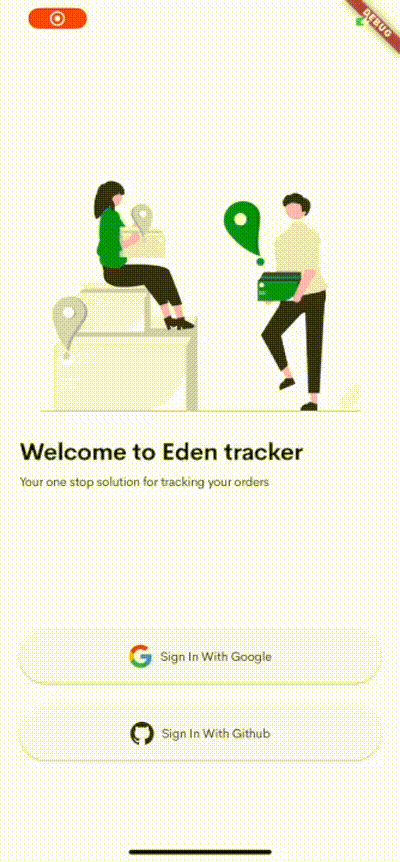 DEBUG
Welcome to Eden tracker
Your one stop solution for tracking your orders
Sign In With Google
Sign In With Github